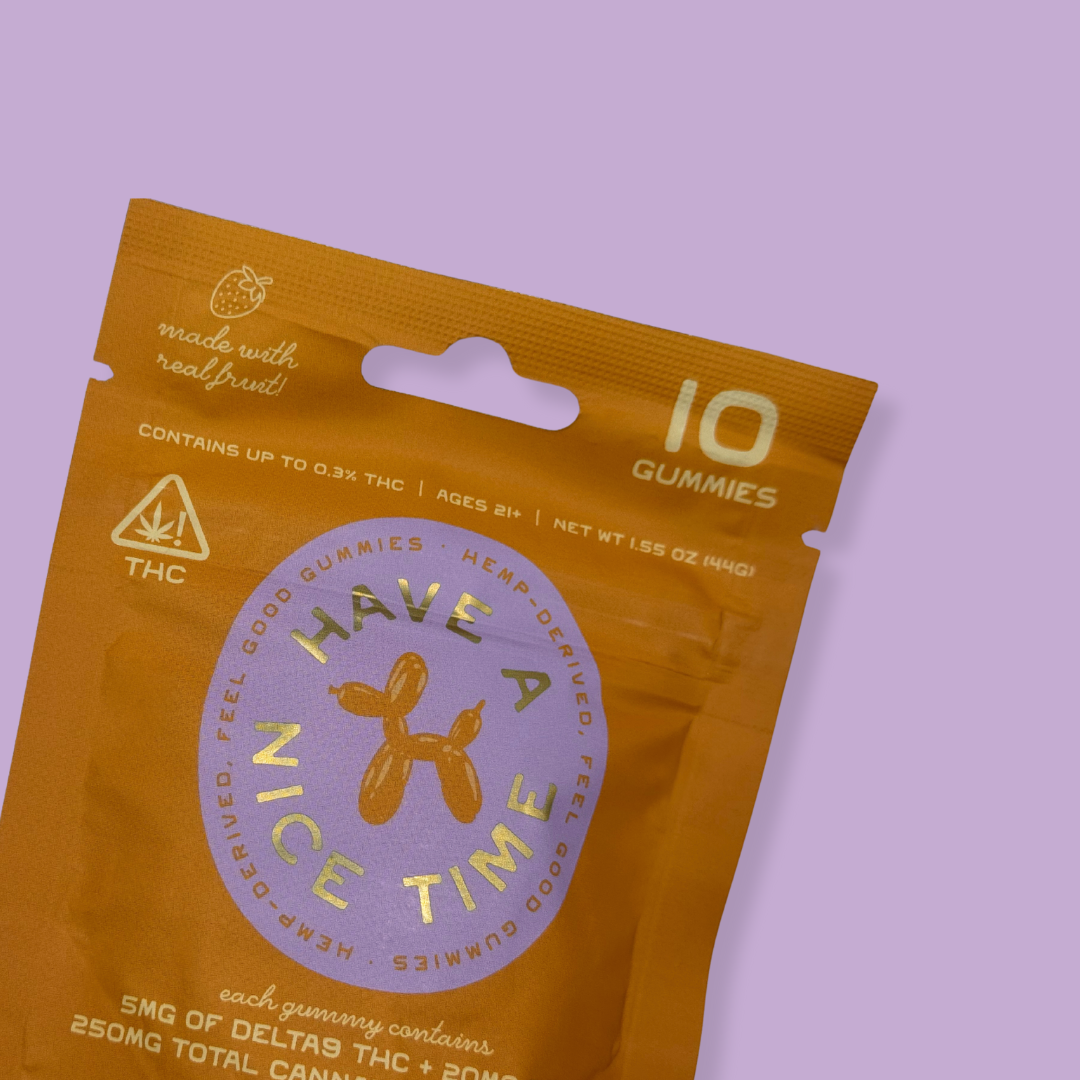 made with
real fruit!
10
GUMMIES
CONTAINS UP TO 0.3% THC | AGES 21+ | NET WT 1.55 OZ (44G)
THC
HEMP-DERIVED, FEEL GOOD GUMMIES · HEMP-DERIVED, FEEL GOOD GUMMIES ·
HAVE A
NICE TIME
each gummy contains
5MG OF DELTA9 THC + 20MG
250MG TOTAL